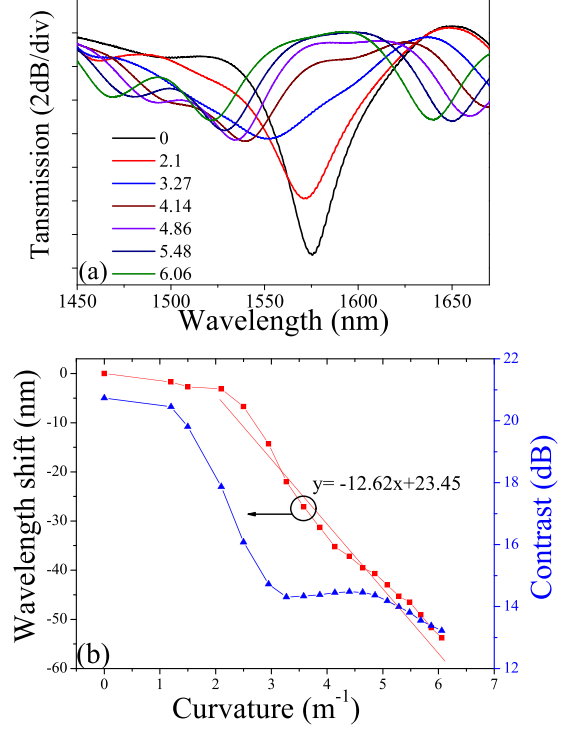 Tansmission (2dB/div)
0
2.1
3.27
4.14
4.86
5.48
6.06
(a)
1450 1500 1550 1600 1650
Wavelength (nm)
Wavelength shift (nm)
0
-10
-20
-30
-40
-50
-60
y= -12.62x+23.45
(b)
22
20
18
16
14
12
Contrast (dB)
0 1 2 3 4 5 6 7
Curvature (m⁻¹)